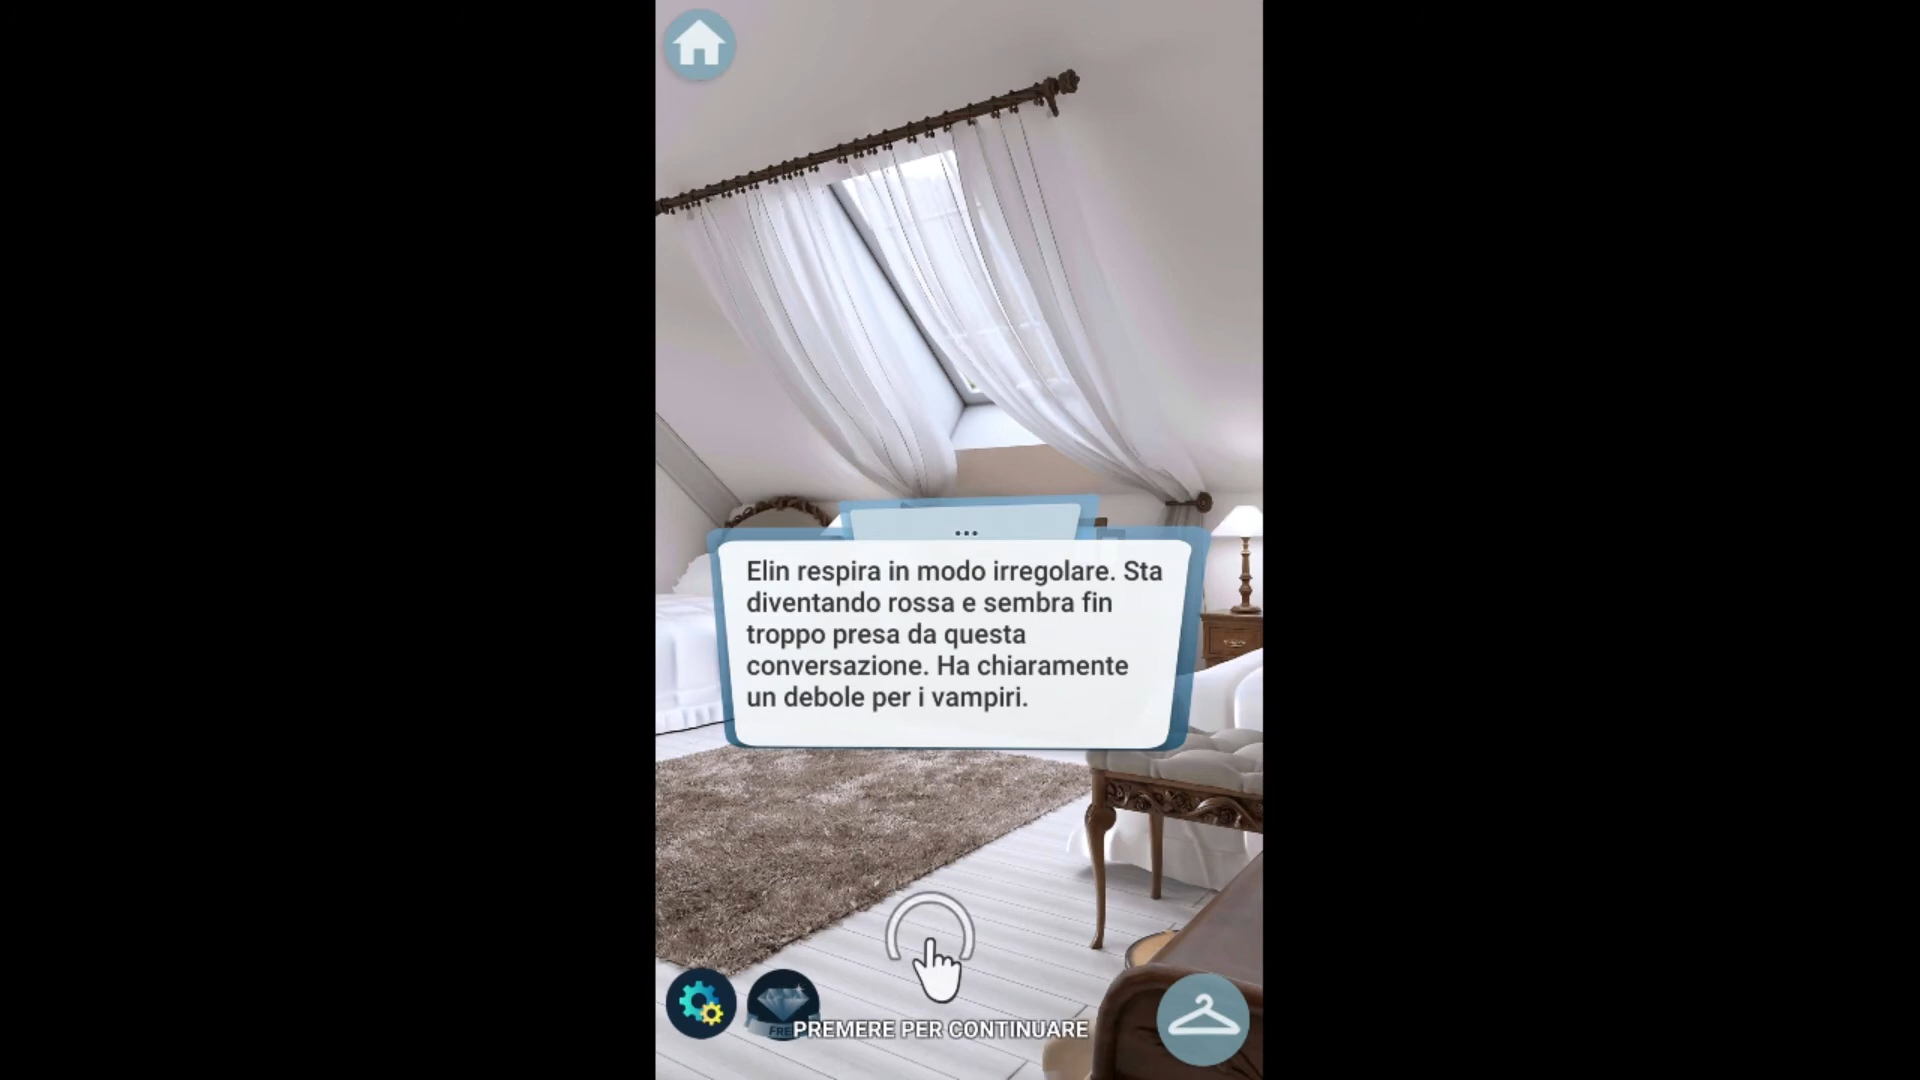 ...
Elin respira in modo irregolare. Sta
diventando rossa e sembra fin
troppo presa da questa
conversazione. Ha chiaramente
un debole per i vampiri.
FREE
PREMERE PER CONTINUARE